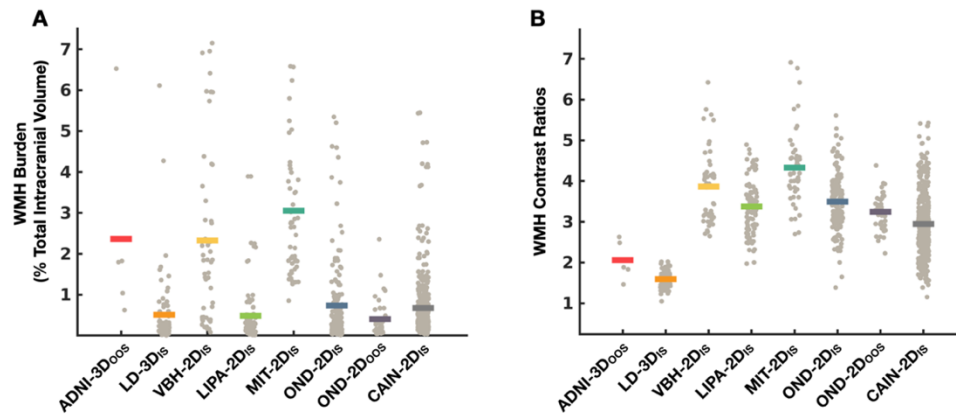 A
WMH Burden
(% Total Intracranial Volume)
7
6
5
4
3
2
1
ADNI-3DOOS
LD-3DIS
VBH-2DIS
LIPA-2DIS
MIT-2DIS
OND-2DIS
OND-2DOOS
CAIN-2DIS
B
WMH Contrast Ratios
7
6
5
4
3
2
1
ADNI-3DOOS
LD-3DIS
VBH-2DIS
LIPA-2DIS
MIT-2DIS
OND-2DIS
OND-2DOOS
CAIN-2DIS